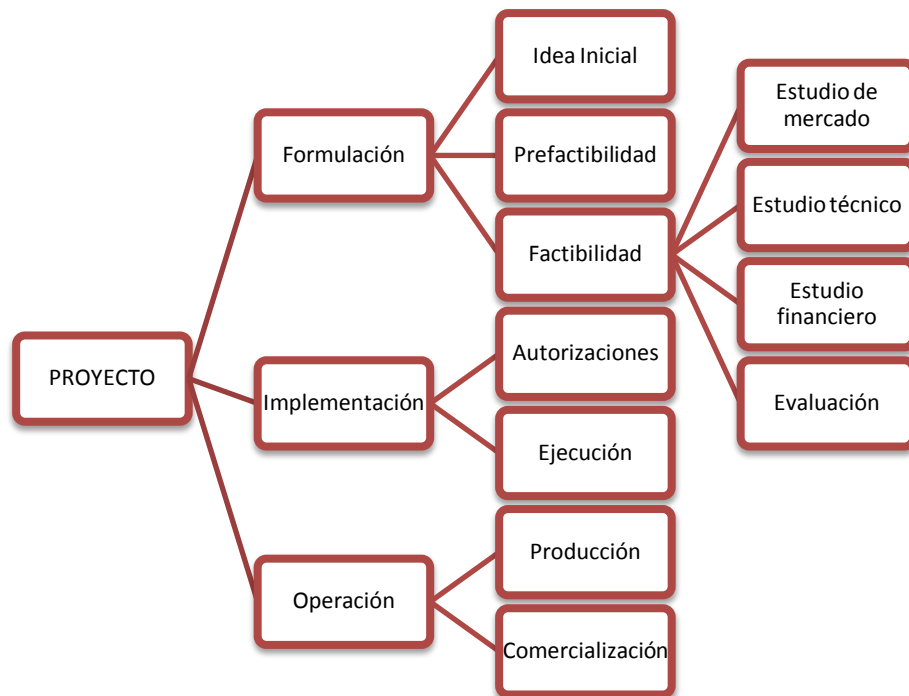 PROYECTO
Formulación
Idea Inicial
Prefactibilidad
Factibilidad
Estudio de
mercado
Estudio técnico
Estudio
financiero
Evaluación
Implementación
Autorizaciones
Ejecución
Operación
Producción
Comercialización